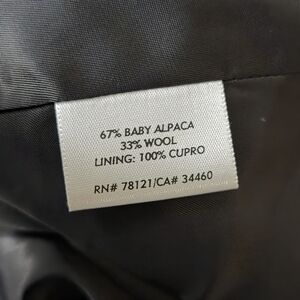 67% BABY ALPACA
33% WOOL
LINING: 100% CUPRO
RN# 78121/CA# 34460